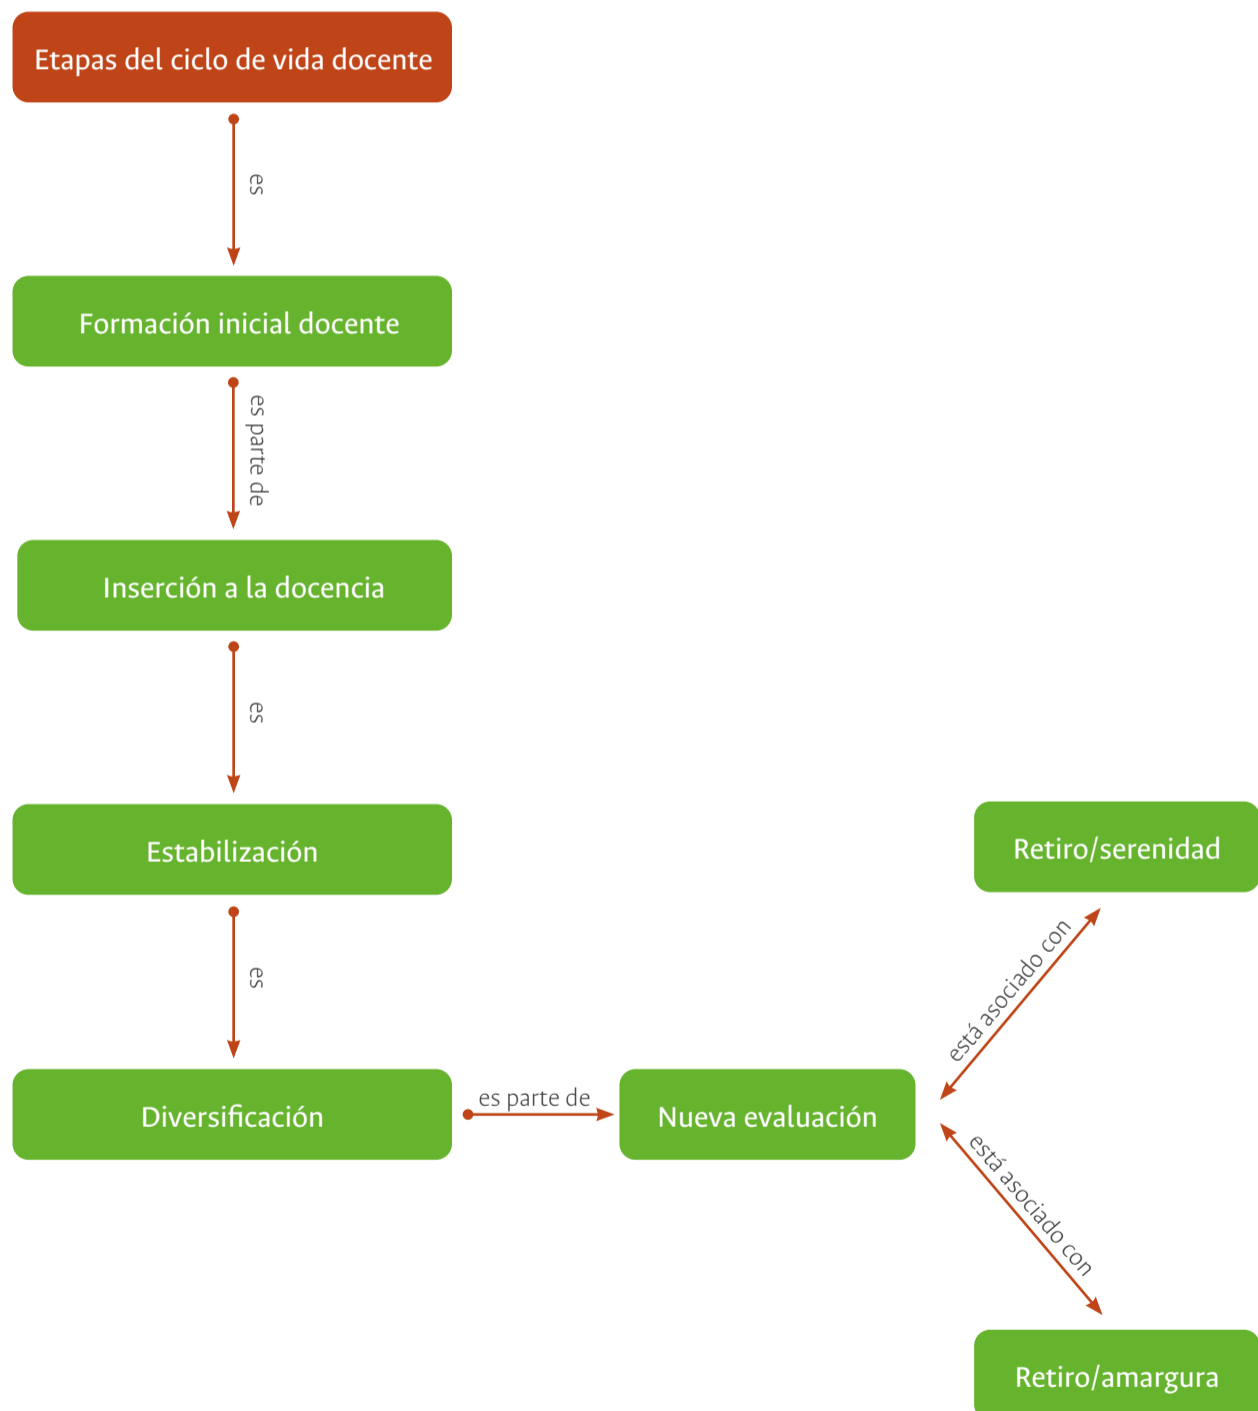 Etapas del ciclo de vida docente
es
Formación inicial docente
es parte de
Inserción a la docencia
es
Estabilización
es
Diversificación
es parte de
Nueva evaluación
está asociado con
Retiro/serenidad
está asociado con
Retiro/amargura